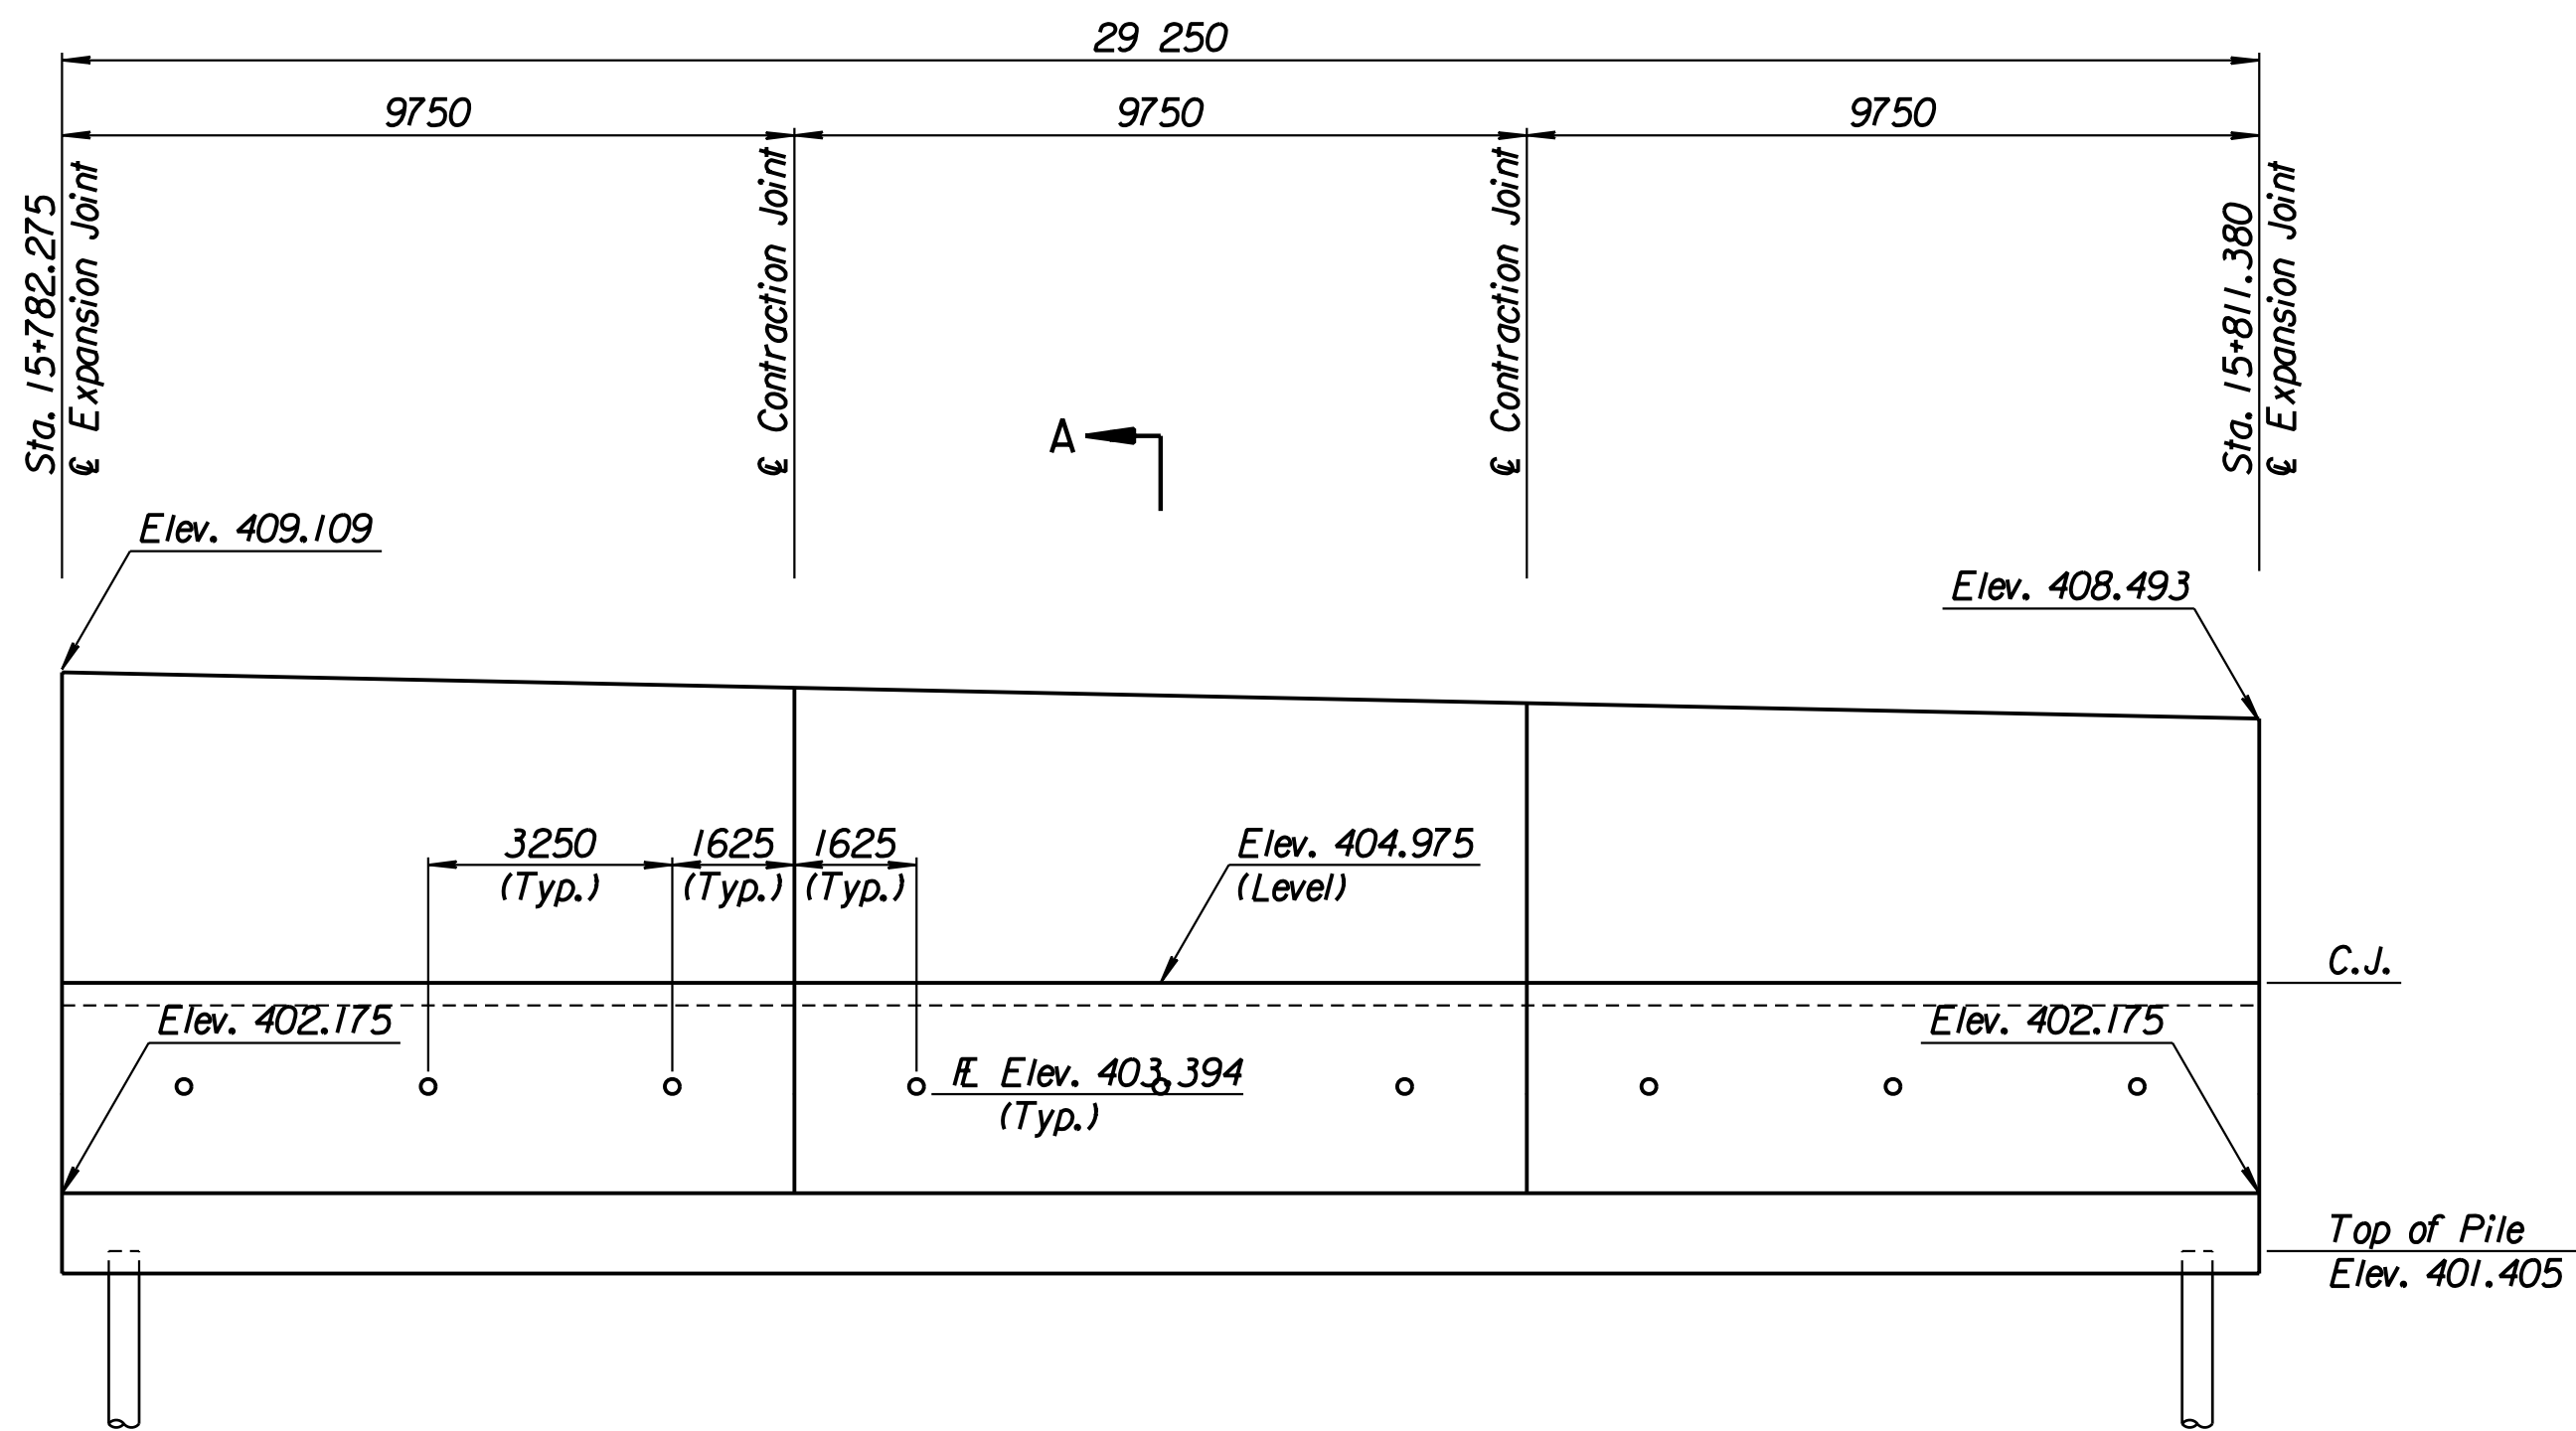 29 250
9750
9750
9750
Sta. 15+782.275
℄ Expansion Joint
℄ Contraction Joint
℄ Contraction Joint
Sta. 15+811.380
℄ Expansion Joint
A
Elev. 409.109
Elev. 408.493
3250
(Typ.)
1625
(Typ.)
1625
(Typ.)
Elev. 404.975
(Level)
C.J.
Elev. 402.175
Elev. 402.175
FL Elev. 403.394
(Typ.)
Top of Pile
Elev. 401.405